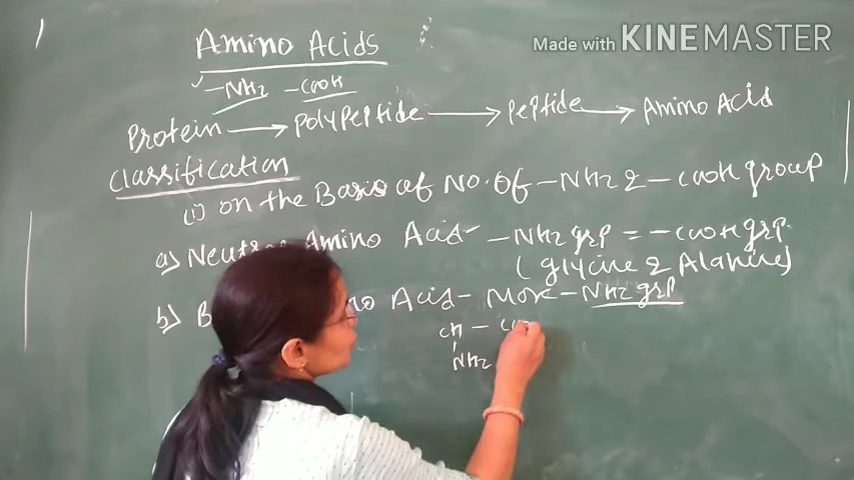 Made with KINEMASTER
Amino Acids
-NH2 -COOH
Protein → Polypeptide → Peptide → Amino Acid
Classification
(i) on the Basis of No. Of -NH2 & -COOH group
a) Neutral Amino Acid- -NH2 grp = -COOH grp.
(Glycine & Alanine)
b) B Acid- More -NH2 grp
CH - CO
NH2